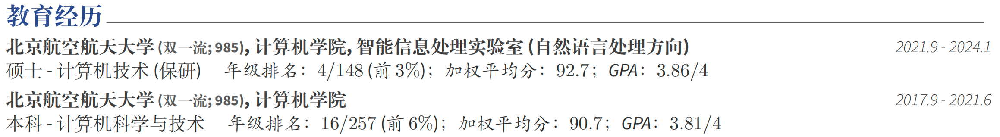 教育经历
北京航空航天大学 (双一流; 985), 计算机学院, 智能信息处理实验室 (自然语言处理方向) 2021.9 - 2024.1
硕士 - 计算机技术 (保研) 年级排名：4/148 (前 3%)；加权平均分：92.7；GPA：3.86/4
北京航空航天大学 (双一流; 985), 计算机学院 2017.9 - 2021.6
本科 - 计算机科学与技术 年级排名：16/257 (前 6%)；加权平均分：90.7；GPA：3.81/4